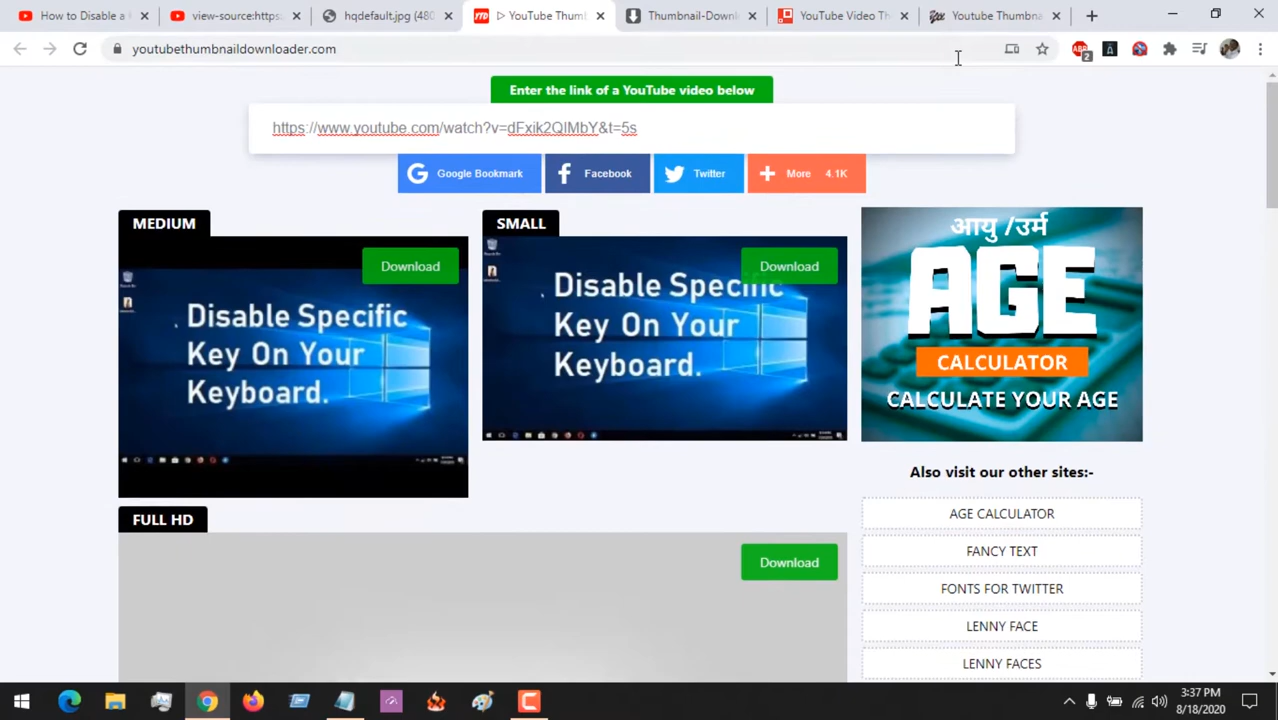 How to Disable a
view-source:https:
hqdefault.jpg (480
YouTube Thum
Thumbnail-Downl
YouTube Video Th
Youtube Thumbna
youtubethumbnaildownloader.com
2
Enter the link of a YouTube video below
https://www.youtube.com/watch?v=dFxik2QIMbY&t=5s
Google Bookmark
Facebook
Twitter
More 4.1K
MEDIUM
Download
Disable Specific
Key On Your
Keyboard.
SMALL
Download
Disable Specific
Key On Your
Keyboard.
FULL HD
Download
आयु /उर्म
AGE
CALCULATOR
CALCULATE YOUR AGE
Also visit our other sites:-
AGE CALCULATOR
FANCY TEXT
FONTS FOR TWITTER
LENNY FACE
LENNY FACES
3:37 PM
8/18/2020